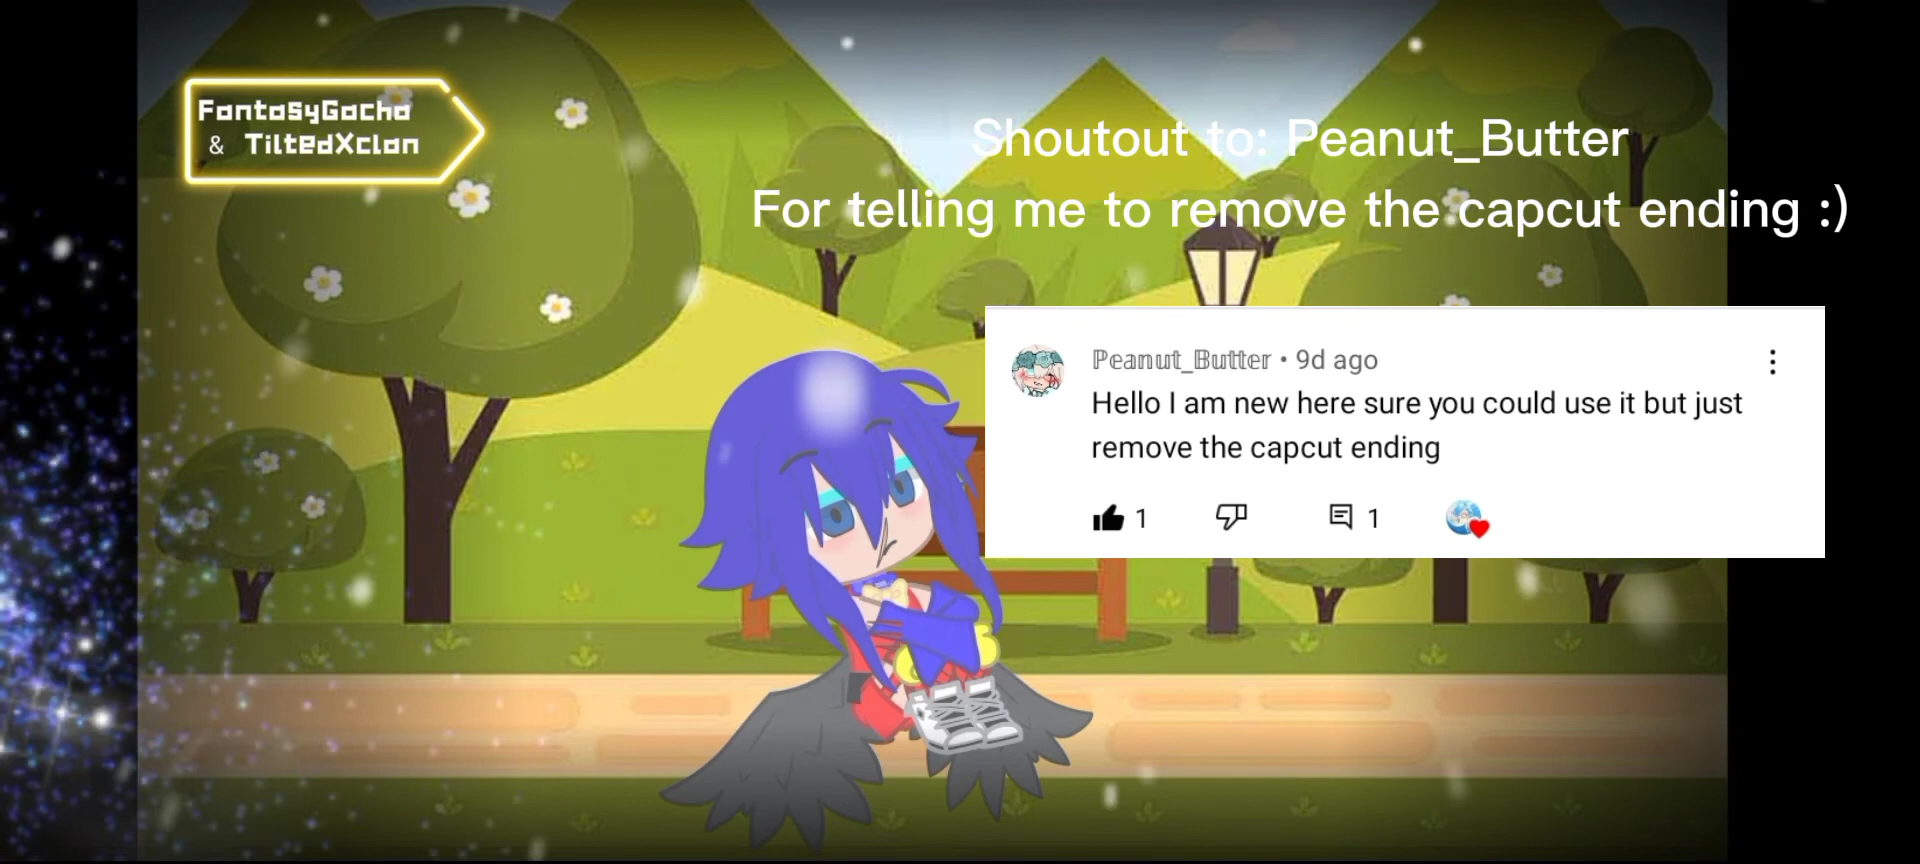 FantasyGacha
& TiltedXclan
Shoutout to: Peanut_Butter
For telling me to remove the capcut ending :)
ℙ𝕖𝕒𝕟𝕦𝕥_𝔹𝕦𝕥𝕥𝕖𝕣 • 9d ago
Hello I am new here sure you could use it but just
remove the capcut ending
1 1